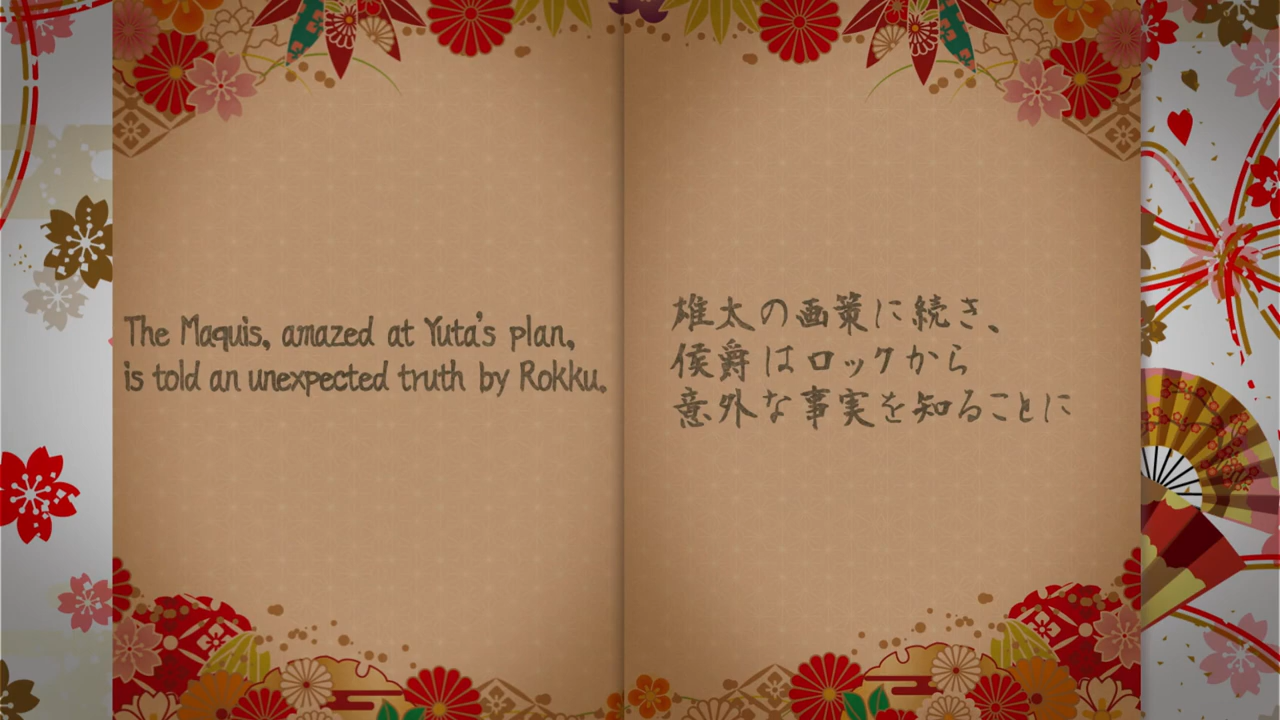 The Maquis, amazed at Yuta's plan,
is told an unexpected truth by Rokku.
雄太の画策に続き、
侯爵はロックから
意外な事実を知ることに